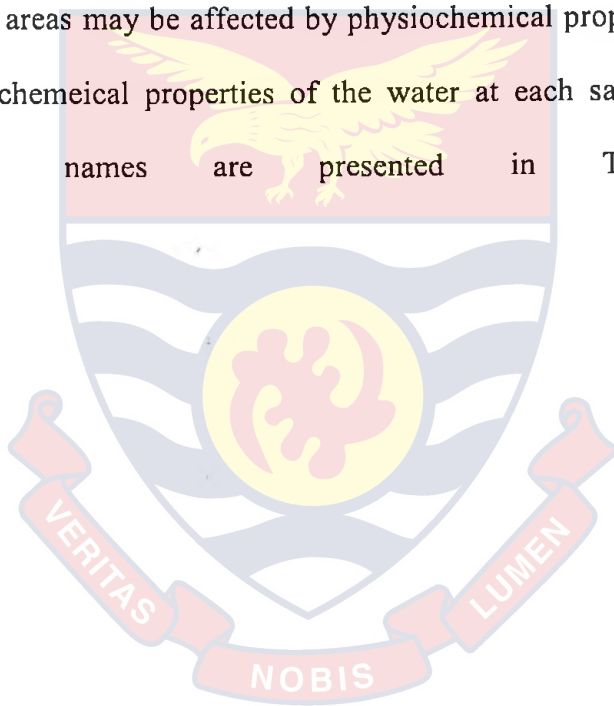 areas may be affected by physiochemical prop
chemeical properties of the water at each sa
names are presented in T
VERITAS
NOBIS
LUMEN